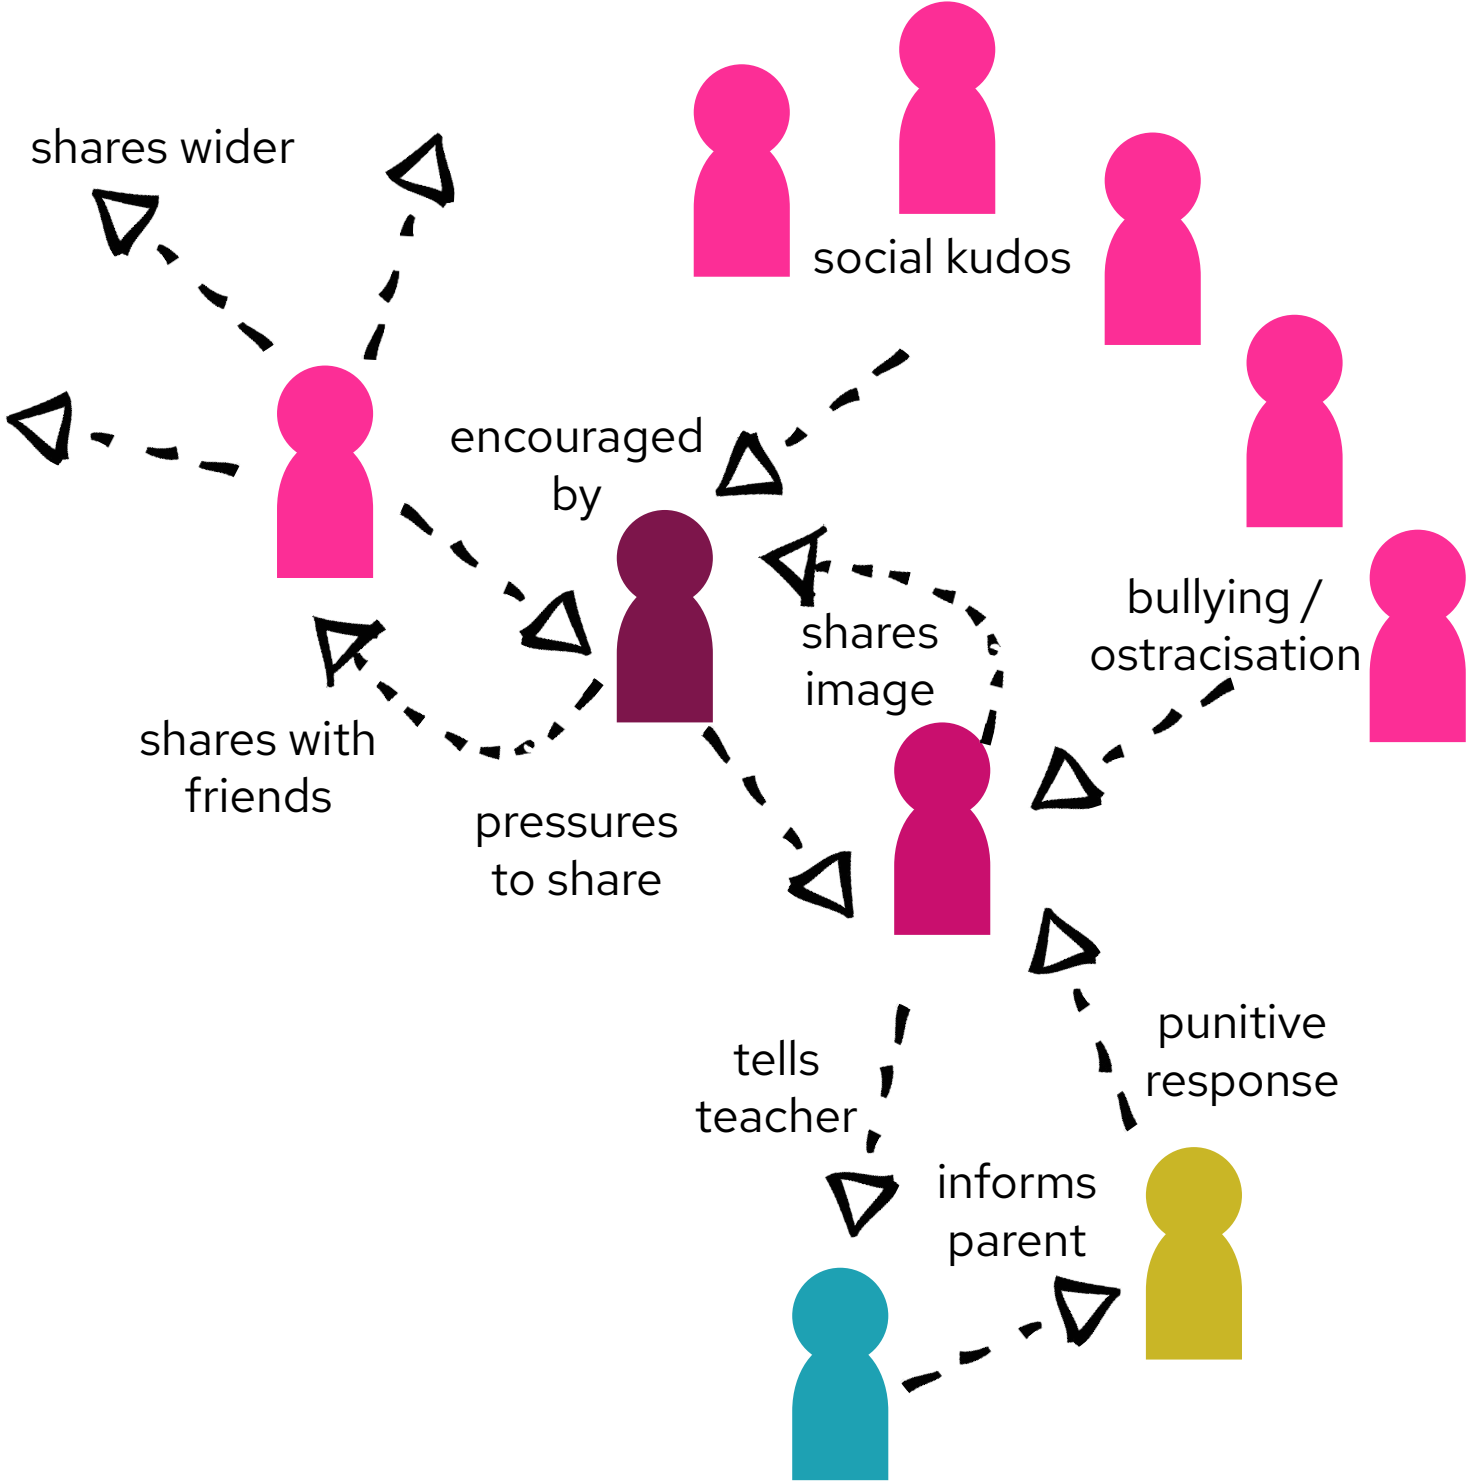 shares wider
social kudos
encouraged
by
shares
image
bullying /
ostracisation
shares with
friends
pressures
to share
tells
teacher
punitive
response
informs
parent